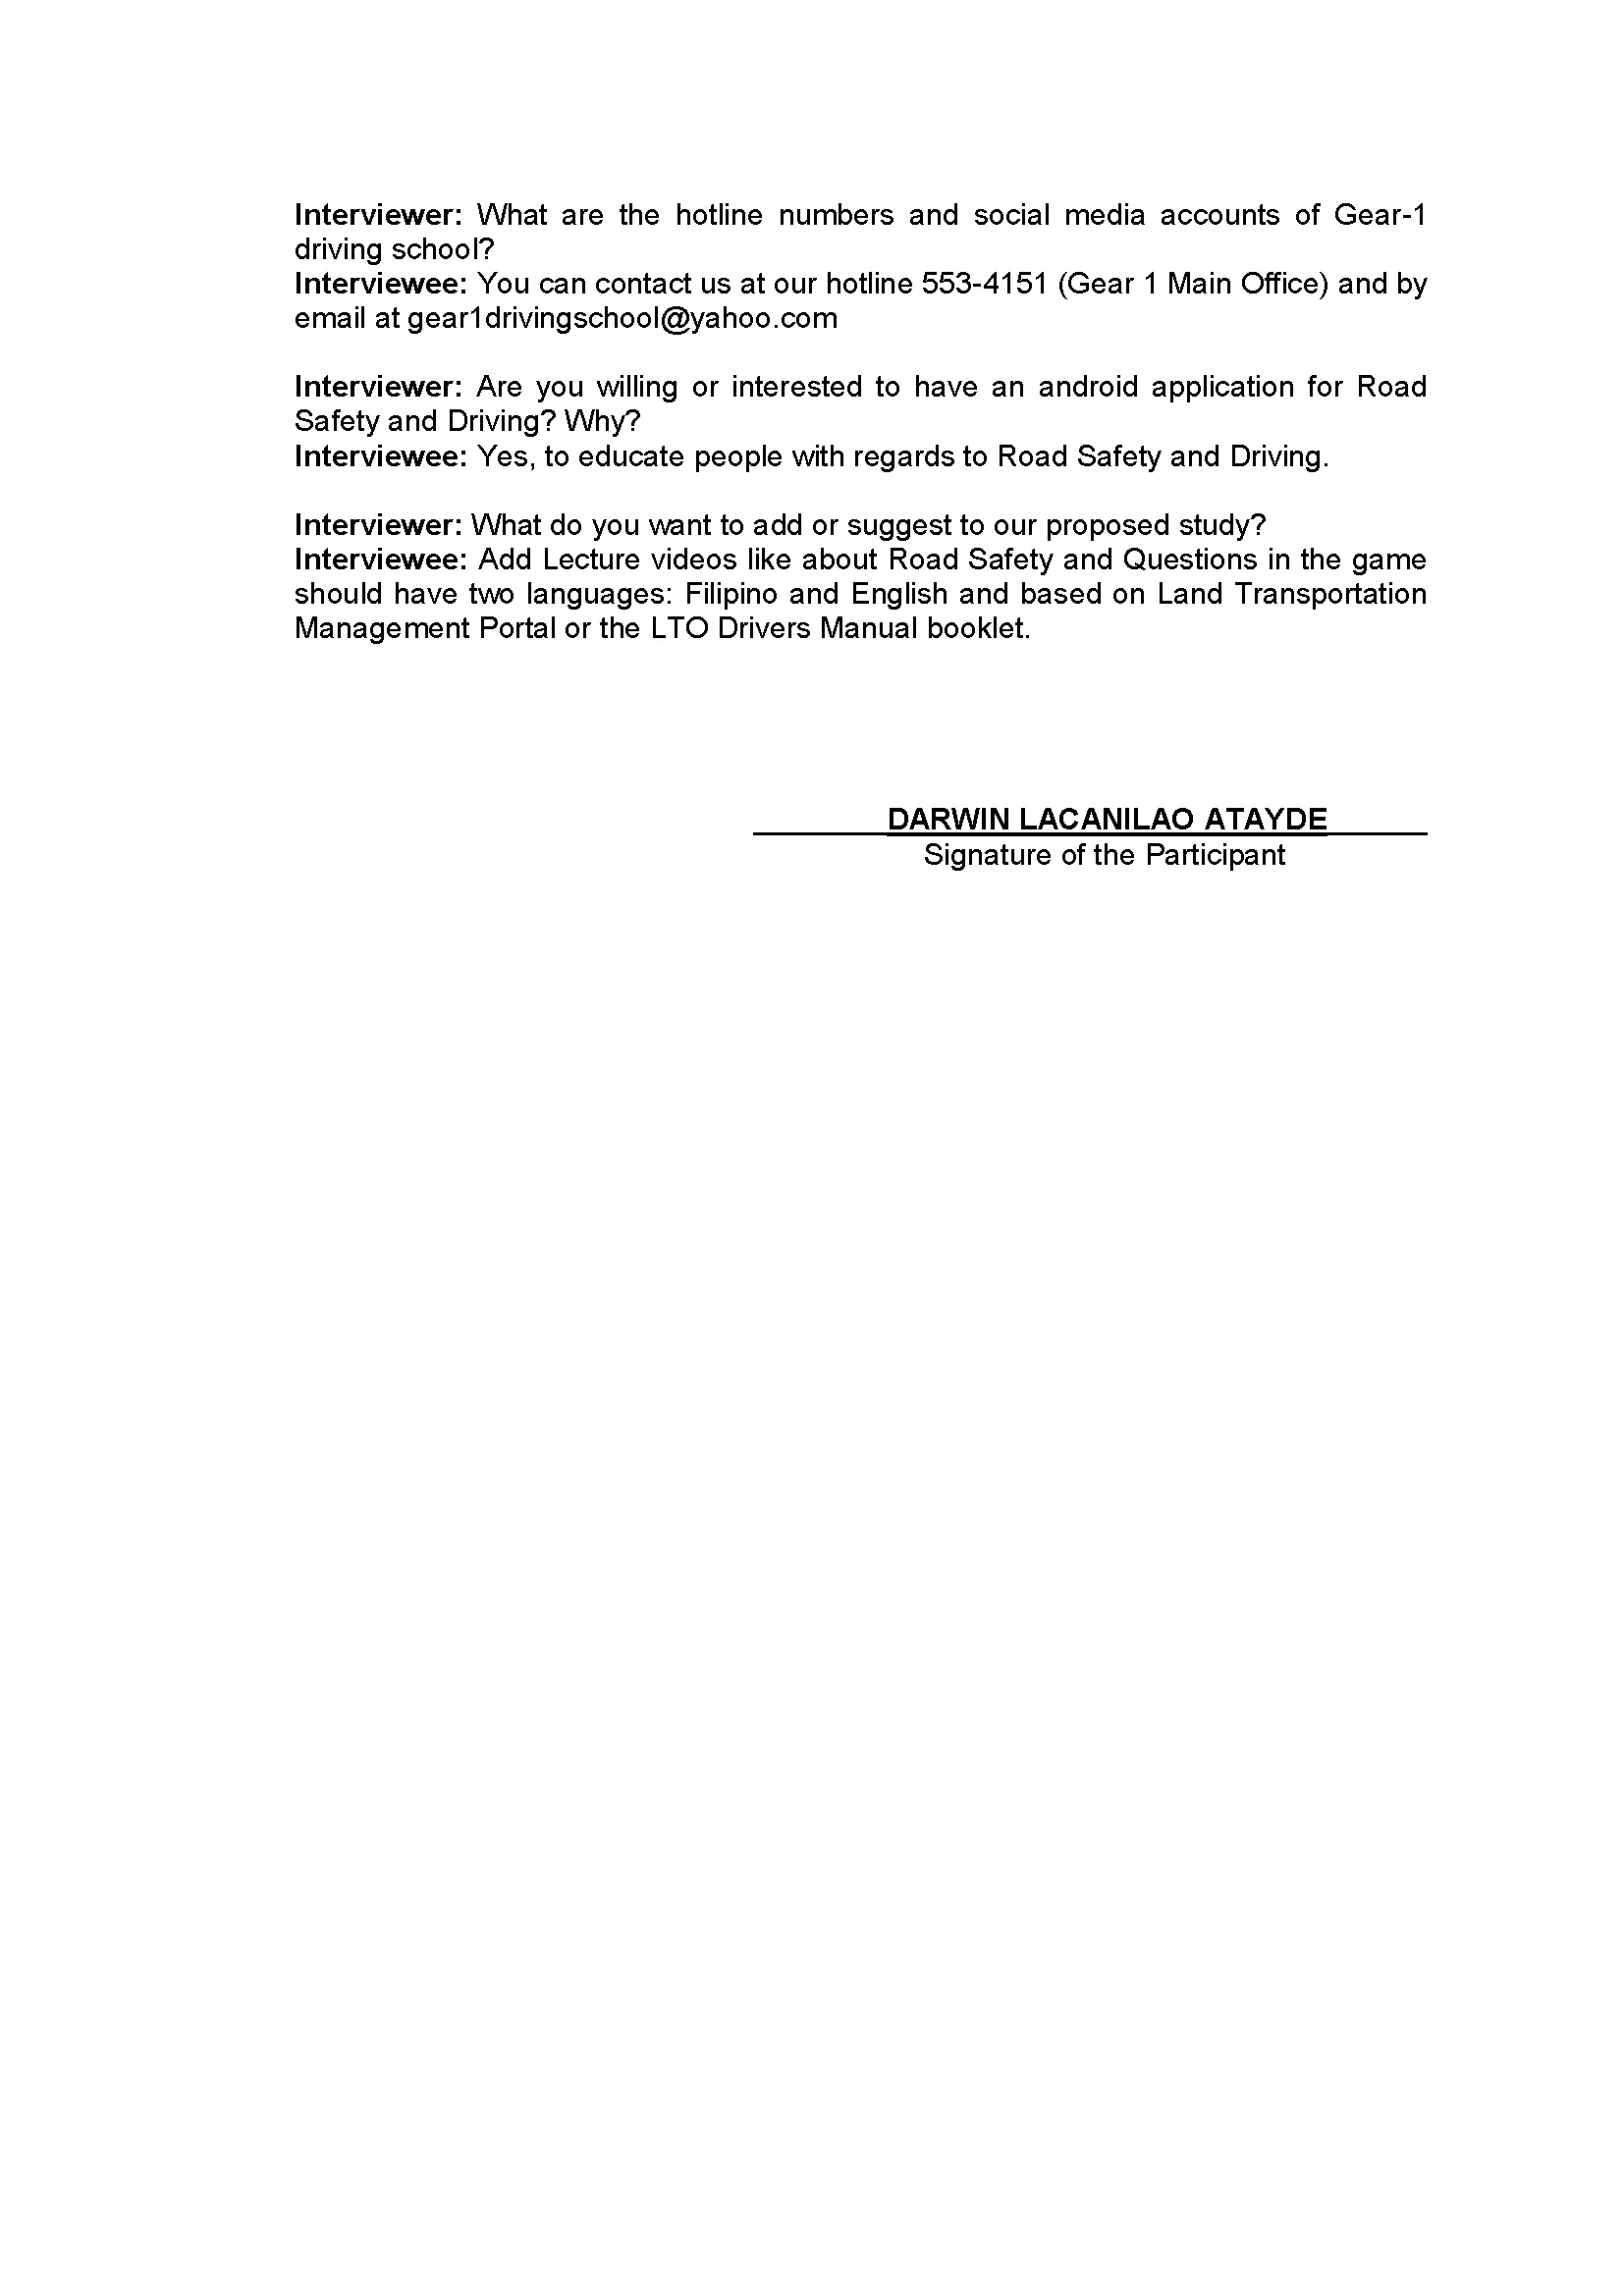 Interviewer: What are the hotline numbers and social media accounts of Gear-1
driving school?
Interviewee: You can contact us at our hotline 553-4151 (Gear 1 Main Office) and by
email at gear1drivingschool@yahoo.com
Interviewer: Are you willing or interested to have an android application for Road
Safety and Driving? Why?
Interviewee: Yes, to educate people with regards to Road Safety and Driving.
Interviewer: What do you want to add or suggest to our proposed study?
Interviewee: Add Lecture videos like about Road Safety and Questions in the game
should have two languages: Filipino and English and based on Land Transportation
Management Portal or the LTO Drivers Manual booklet.
DARWIN LACANILAO ATAYDE
Signature of the Participant